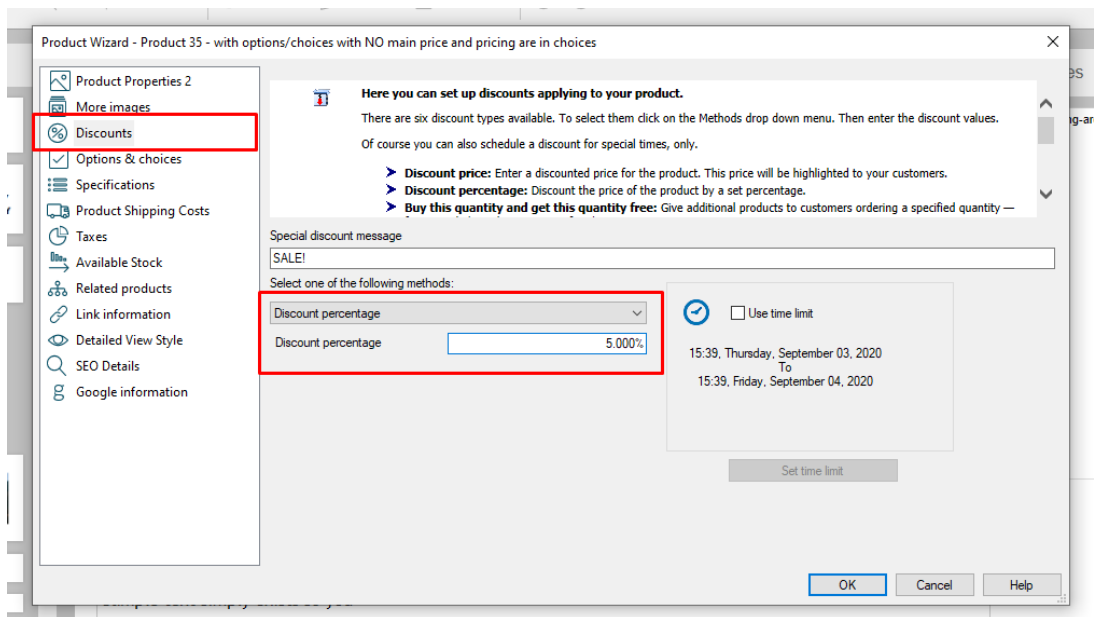 Product Wizard - Product 35 - with options/choices with NO main price and pricing are in choices
Product Properties 2
More images
Discounts
Options & choices
Specifications
Product Shipping Costs
Taxes
Available Stock
Related products
Link information
Detailed View Style
SEO Details
Google information
Here you can set up discounts applying to your product.
There are six discount types available. To select them click on the Methods drop down menu. Then enter the discount values.
Of course you can also schedule a discount for special times, only.
Discount price: Enter a discounted price for the product. This price will be highlighted to your customers.
Discount percentage: Discount the price of the product by a set percentage.
Buy this quantity and get this quantity free: Give additional products to customers ordering a specified quantity —
Special discount message
SALE!
Select one of the following methods:
Discount percentage
Discount percentage 5.000%
Use time limit
15:39, Thursday, September 03, 2020
To
15:39, Friday, September 04, 2020
Set time limit
OK Cancel Help